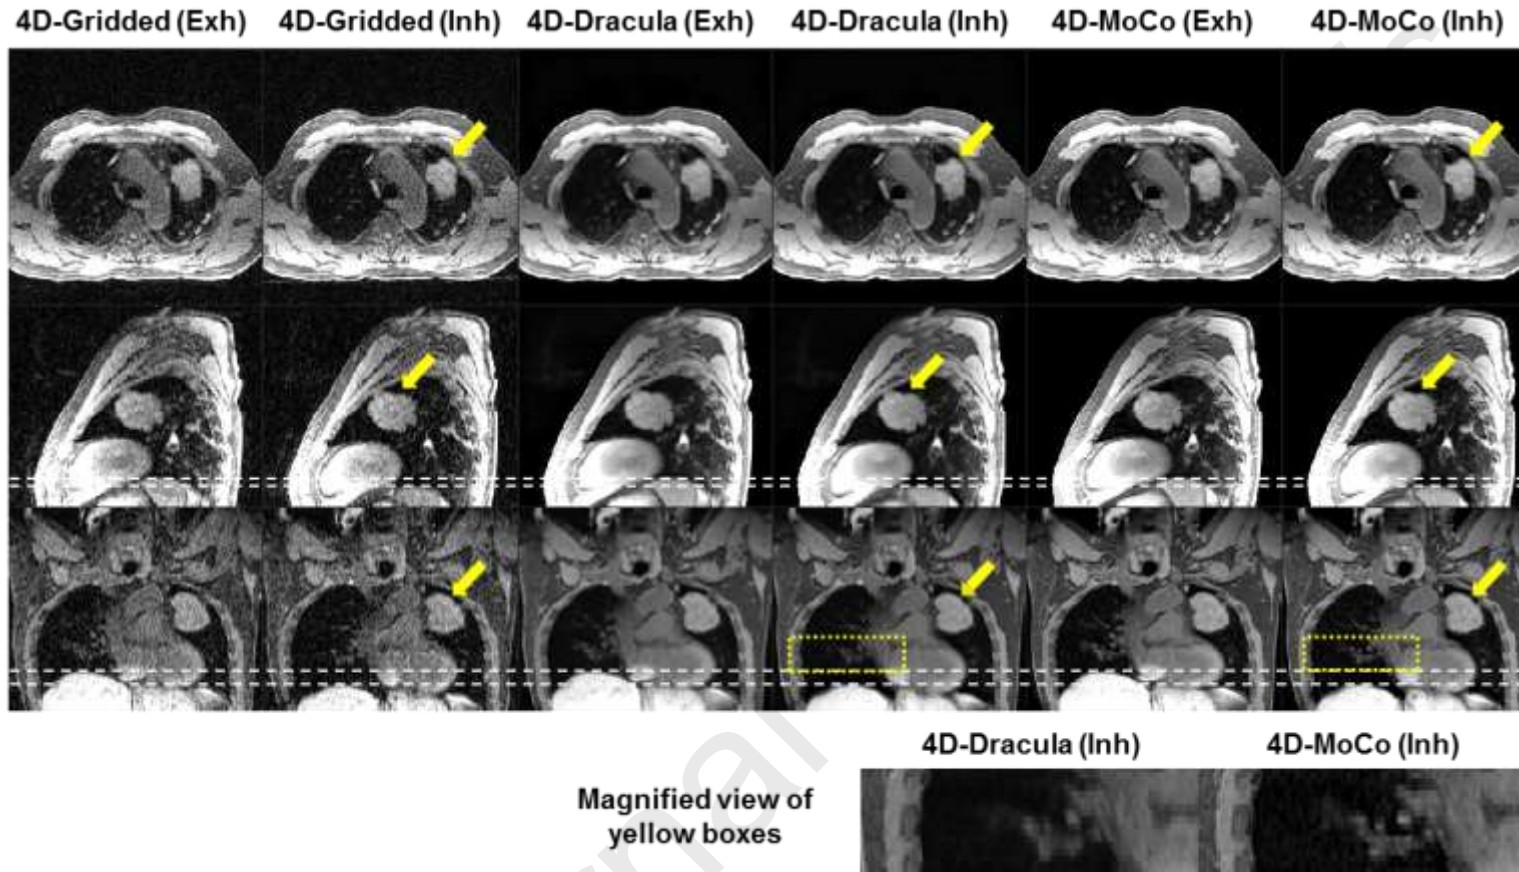 4D-Gridded (Exh) 4D-Gridded (Inh) 4D-Dracula (Exh) 4D-Dracula (Inh) 4D-MoCo (Exh) 4D-MoCo (Inh)
4D-Dracula (Inh) 4D-MoCo (Inh)
Magnified view of
yellow boxes